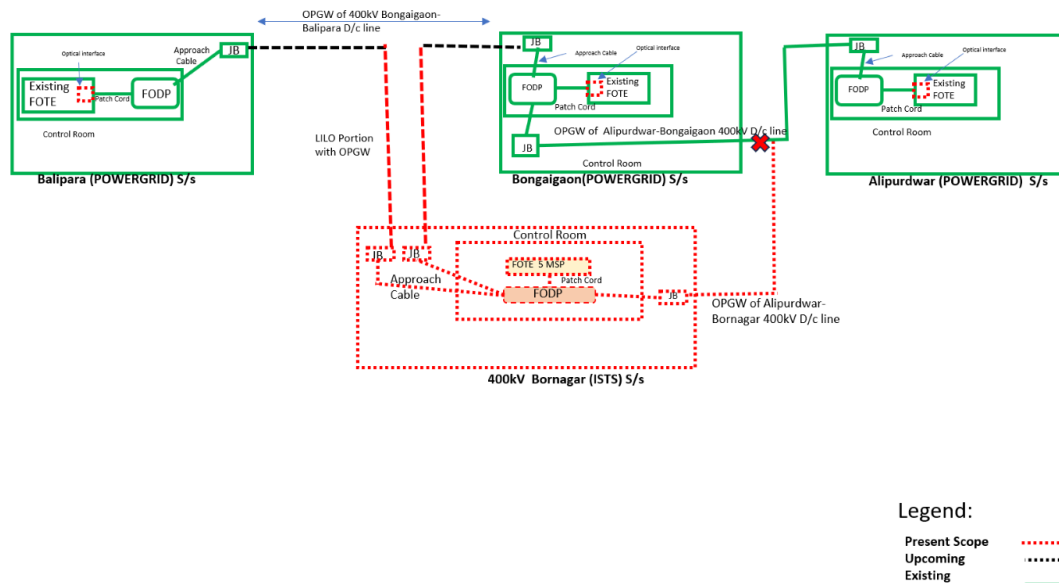 OPGW of 400kV Bongaigaon-
Balipara D/c line
Approach
Cable
JB
Optical interface
Existing
FOTE
Patch Cord
FODP
Control Room
Balipara (POWERGRID) S/s
LILO Portion
with OPGW
JB
Approach Cable
Optical interface
FODP
Existing
FOTE
Patch Cord
JB
OPGW of Alipurdwar-Bongaigaon 400kV D/c line
Control Room
Bongaigaon(POWERGRID) S/s
JB
Approach Cable
Optical interface
FODP
Existing
FOTE
Patch Cord
Control Room
Alipurdwar (POWERGRID) S/s
Control Room
JB
JB
FOTE 5 MSP
Patch Cord
Approach
Cable
FODP
JB
OPGW of Alipurdwar-
Bornagar 400kV D/c line
400kV Bornagar (ISTS) S/s
Legend:
Present Scope
Upcoming
Existing